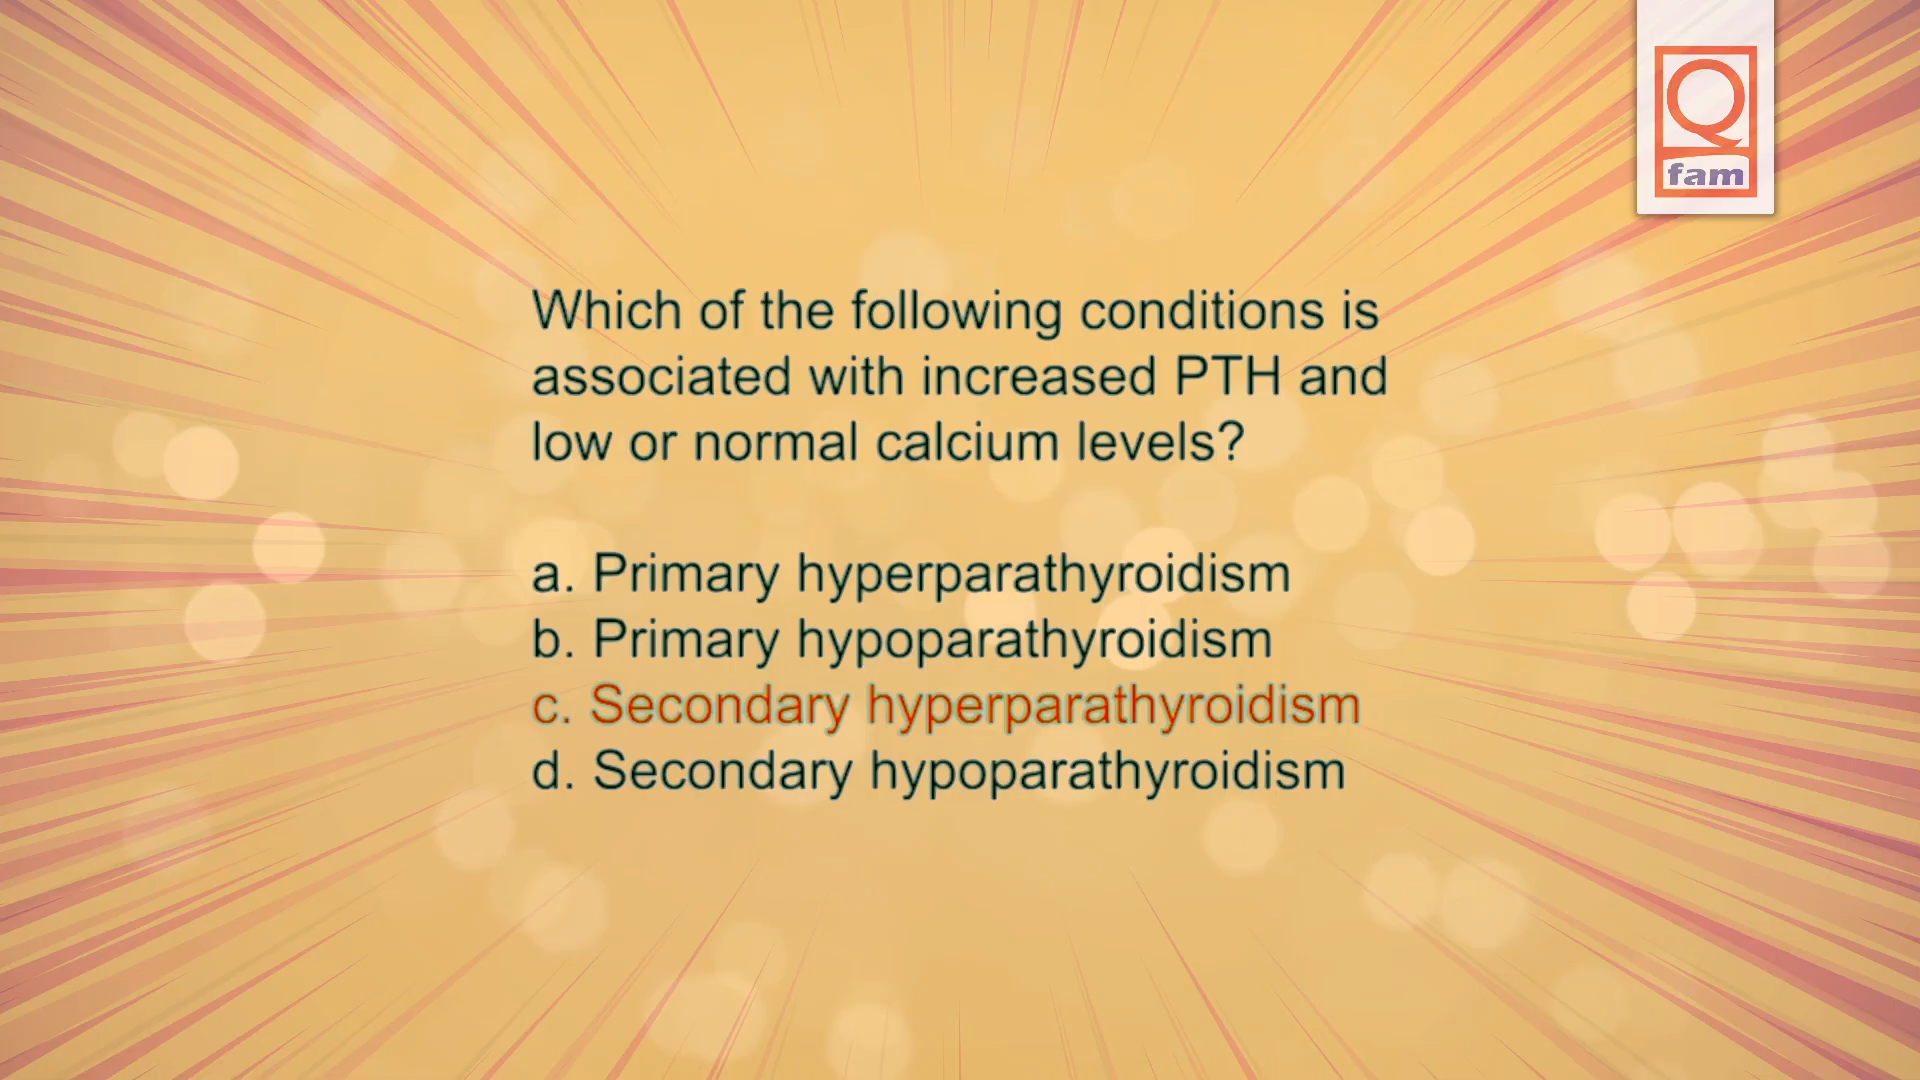 Q
fam
Which of the following conditions is
associated with increased PTH and
low or normal calcium levels?
a. Primary hyperparathyroidism
b. Primary hypoparathyroidism
c. Secondary hyperparathyroidism
d. Secondary hypoparathyroidism